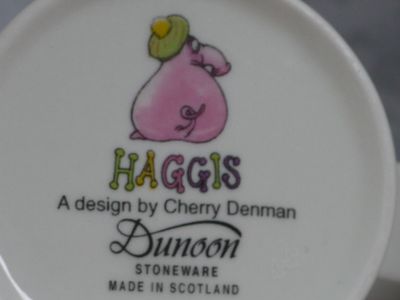 HAGGIS
A design by Cherry Denman
Dunoon
STONEWARE
MADE IN SCOTLAND